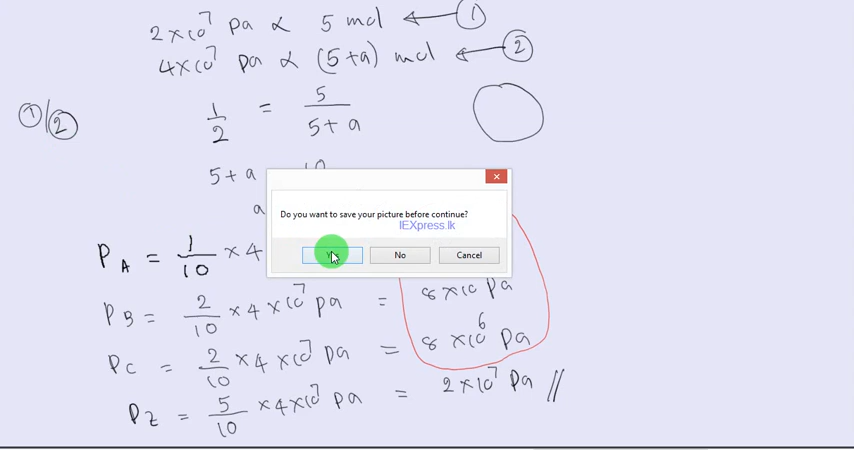 2×10⁷ Pa ∝ 5 mol ← ①
4×10⁷ Pa ∝ (5+a) mol ← ②
①/② 1/2 = 5/(5+a)
5+a 10
a
Do you want to save your picture before continue?
IEXpress.lk
Yes No Cancel
P_A = 1/10 × 4
P_B = 2/10 × 4 × 10⁷ Pa = 8 × 10 Pa
P_C = 2/10 × 4 × 10⁷ Pa = 8 × 10⁶ Pa
P_Z = 5/10 × 4×10⁷ Pa = 2×10⁷ Pa //